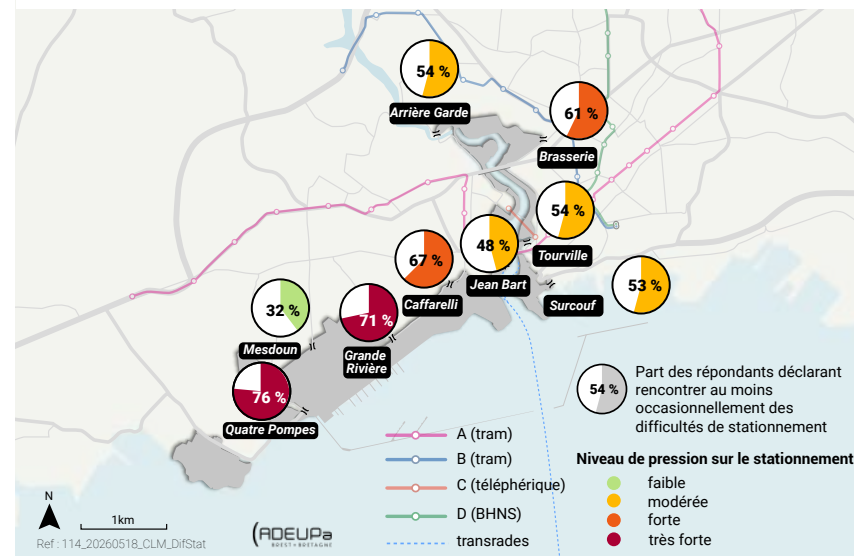 54 %
Arrière Garde
61 %
Brasserie
54 %
Tourville
48 %
Jean Bart
67 %
Caffarelli
53 %
Surcouf
32 %
Mesdoun
71 %
Grande
Rivière
76 %
Quatre Pompes
54 %
Part des répondants déclarant
rencontrer au moins
occasionnellement des
difficultés de stationnement
A (tram)
B (tram)
C (téléphérique)
D (BHNS)
transrades
Niveau de pression sur le stationnement
faible
modérée
forte
très forte
N
1km
Ref : 114_20260518_CLM_DifStat
ADEUPa
BREST • BRETAGNE